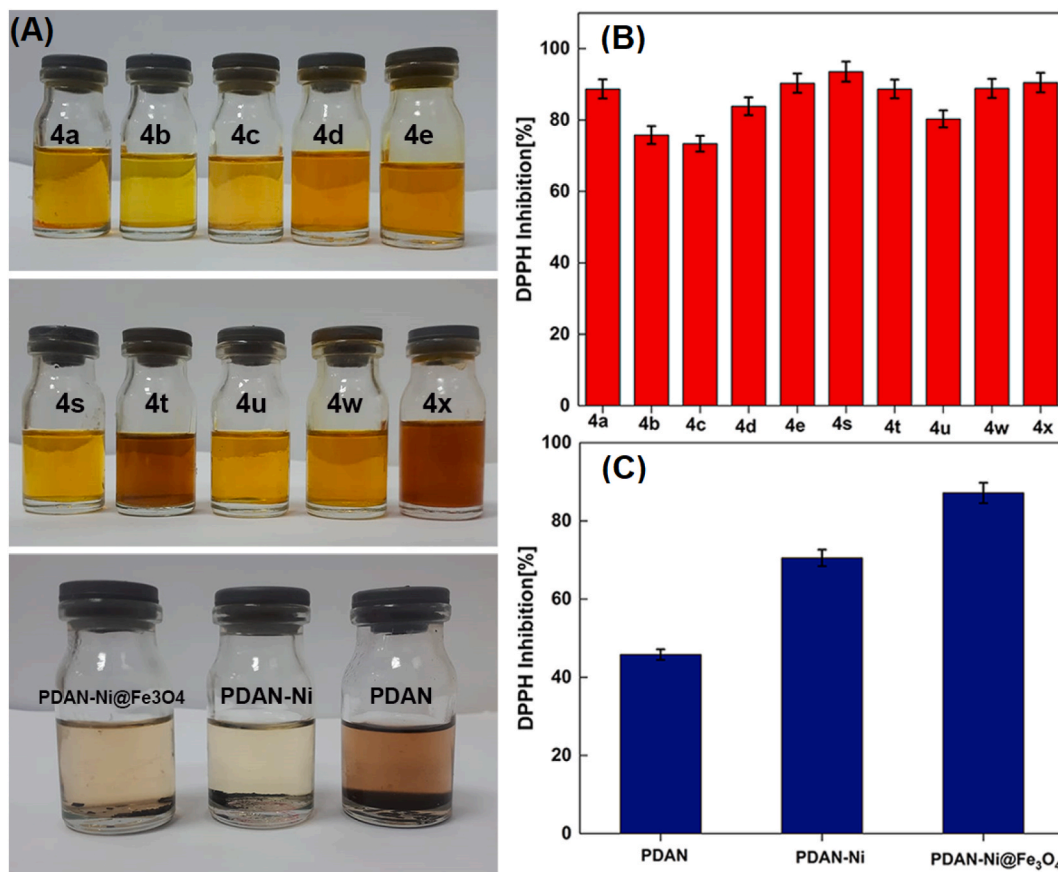 (A)
4a 4b 4c 4d 4e
4s 4t 4u 4w 4x
PDAN-Ni@Fe3O4 PDAN-Ni PDAN
(B)
DPPH Inhibition[%]
100
80
60
40
20
0
4a 4b 4c 4d 4e 4s 4t 4u 4w 4x
(C)
DPPH Inhibition[%]
100
80
60
40
20
0
PDAN PDAN-Ni PDAN-Ni@Fe₃O₄